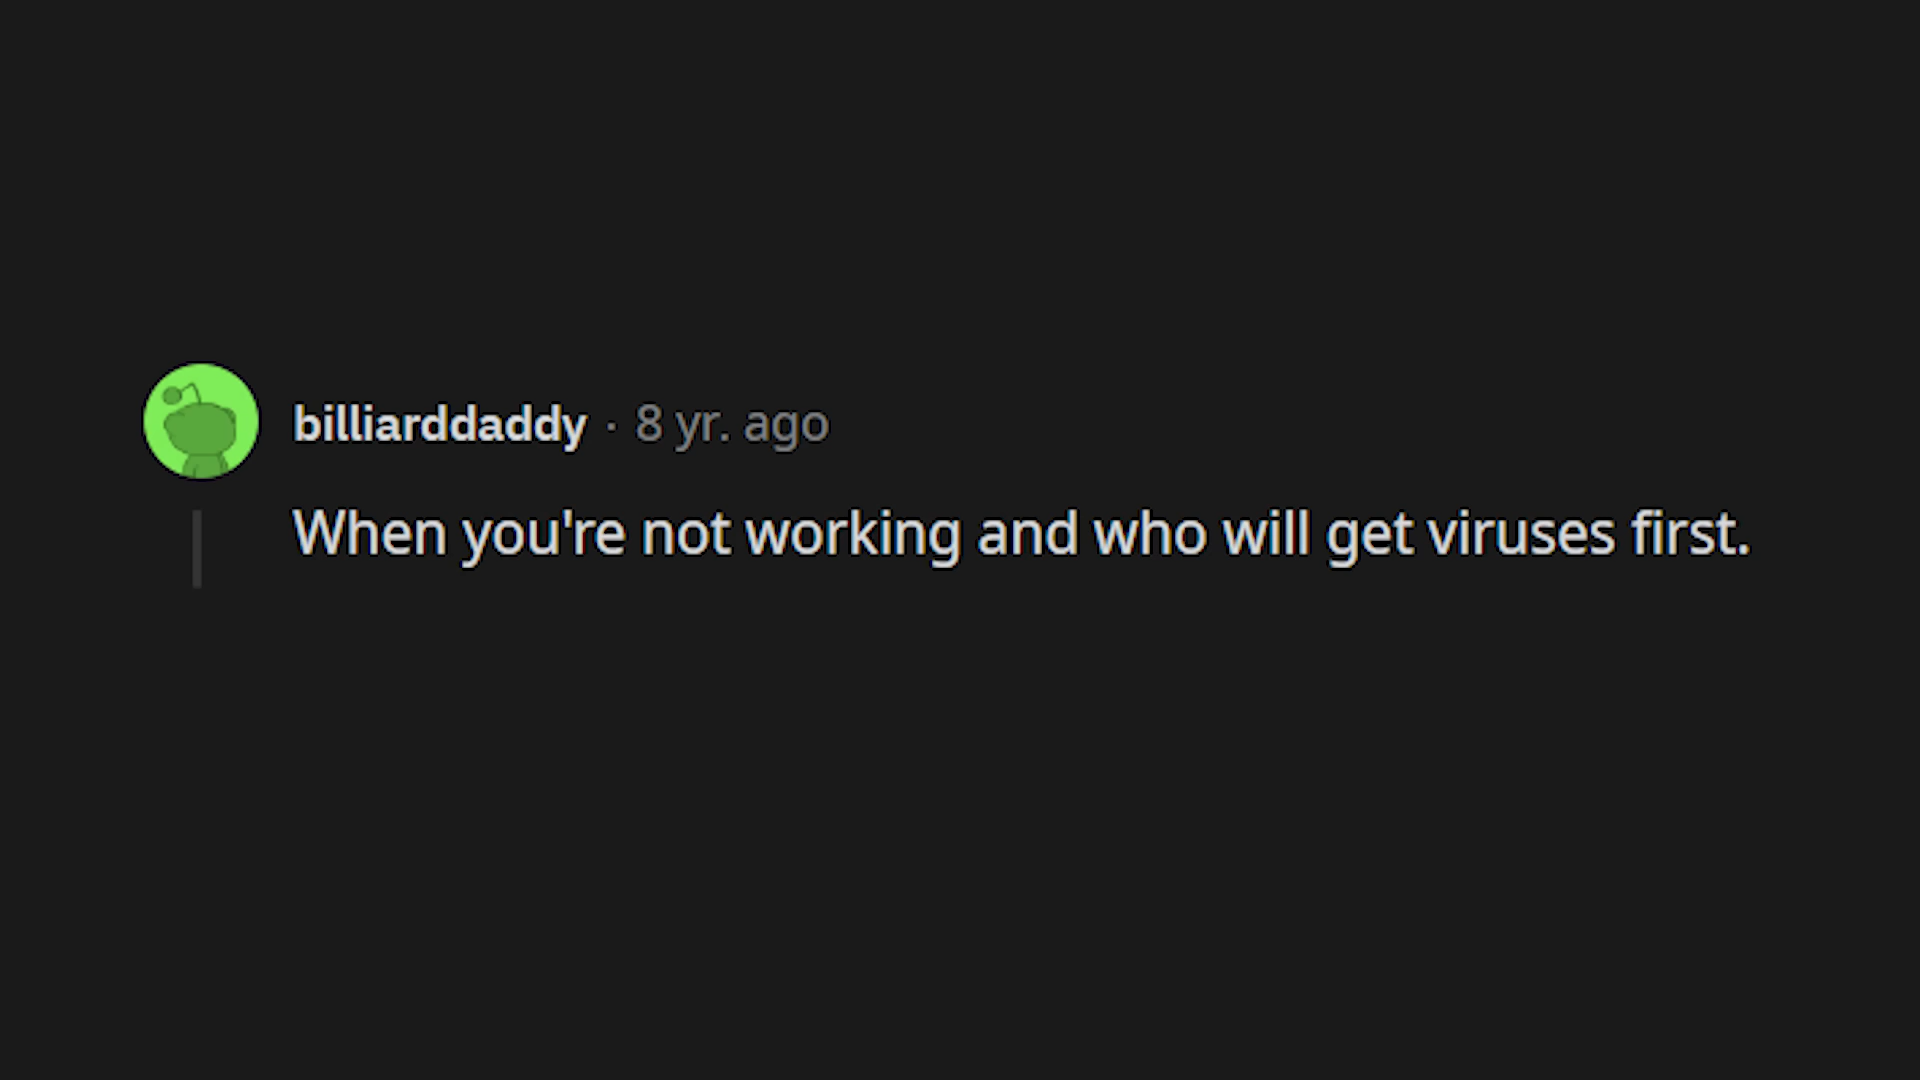 billiarddaddy · 8 yr. ago
When you're not working and who will get viruses first.